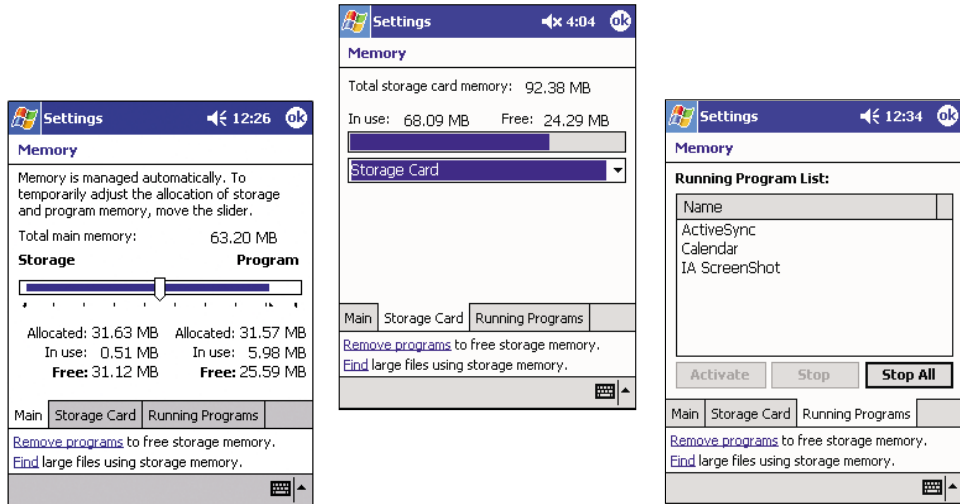 Settings 12:26 ok
Memory
Memory is managed automatically. To
temporarily adjust the allocation of storage
and program memory, move the slider.
Total main memory: 63.20 MB
Storage Program
Allocated: 31.63 MB Allocated: 31.57 MB
In use: 0.51 MB In use: 5.98 MB
Free: 31.12 MB Free: 25.59 MB
Main Storage Card Running Programs
Remove programs to free storage memory.
Find large files using storage memory.
Settings 4:04 ok
Memory
Total storage card memory: 92.38 MB
In use: 68.09 MB Free: 24.29 MB
Storage Card
Main Storage Card Running Programs
Remove programs to free storage memory.
Find large files using storage memory.
Settings 12:34 ok
Memory
Running Program List:
Name
ActiveSync
Calendar
IA ScreenShot
Activate Stop Stop All
Main Storage Card Running Programs
Remove programs to free storage memory.
Find large files using storage memory.